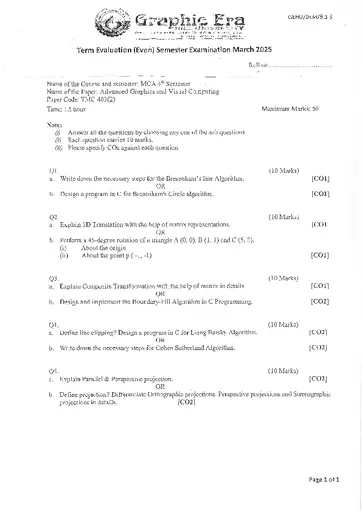 Graphic Era
Term Evaluation (Even) Semester Examination March 2025
Roll no
Name of the Course and semester: MCA 4th Semester
Name of the Paper: Advanced Graphics and Visual Computing
Paper Code: TMC 403(2)
Time: 1.5 hour Maximum Marks: 50
Note:
(i) Answer all the questions by choosing any one of the sub questions
(ii) Each question carries 10 marks.
(iii) Please specify COs against each question
Q1. (10 Marks)
a. Write down the necessary steps for the Bresenham's line Algorithm. [CO1]
OR
b. Design a program in C for Bresenham's Circle algorithm. [CO1]
Q2. (10 Marks)
a. Explain 3D Translation with the help of matrix representations. [CO1
OR
b. Perform a 45-degree rotation of a triangle A (0, 0), B (1, 1) and C (5, 2).
(i) About the origin
(ii) About the point p ( -1, -1) [CO1]
Q3. (10 Marks)
a. Explain Composite Transformation with the help of matrix in details [CO1]
OR
b. Design and implement the Boundary-Fill Algorithm in C Programming. [CO2]
Q4. (10 Marks)
a. Define line clipping? Design a program in C for Liang Barsky Algorithm. [CO2]
OR
b. Write down the necessary steps for Cohen Sutherland Algorithm. [CO2]
Q5. (10 Marks)
a. Explain Parallel & Perspective projection. [CO2]
OR
b. Define projection? Differentiate Orthographic projections, Perspective projections and Stereographic
projections in details. [CO2]
Page 1 of 1